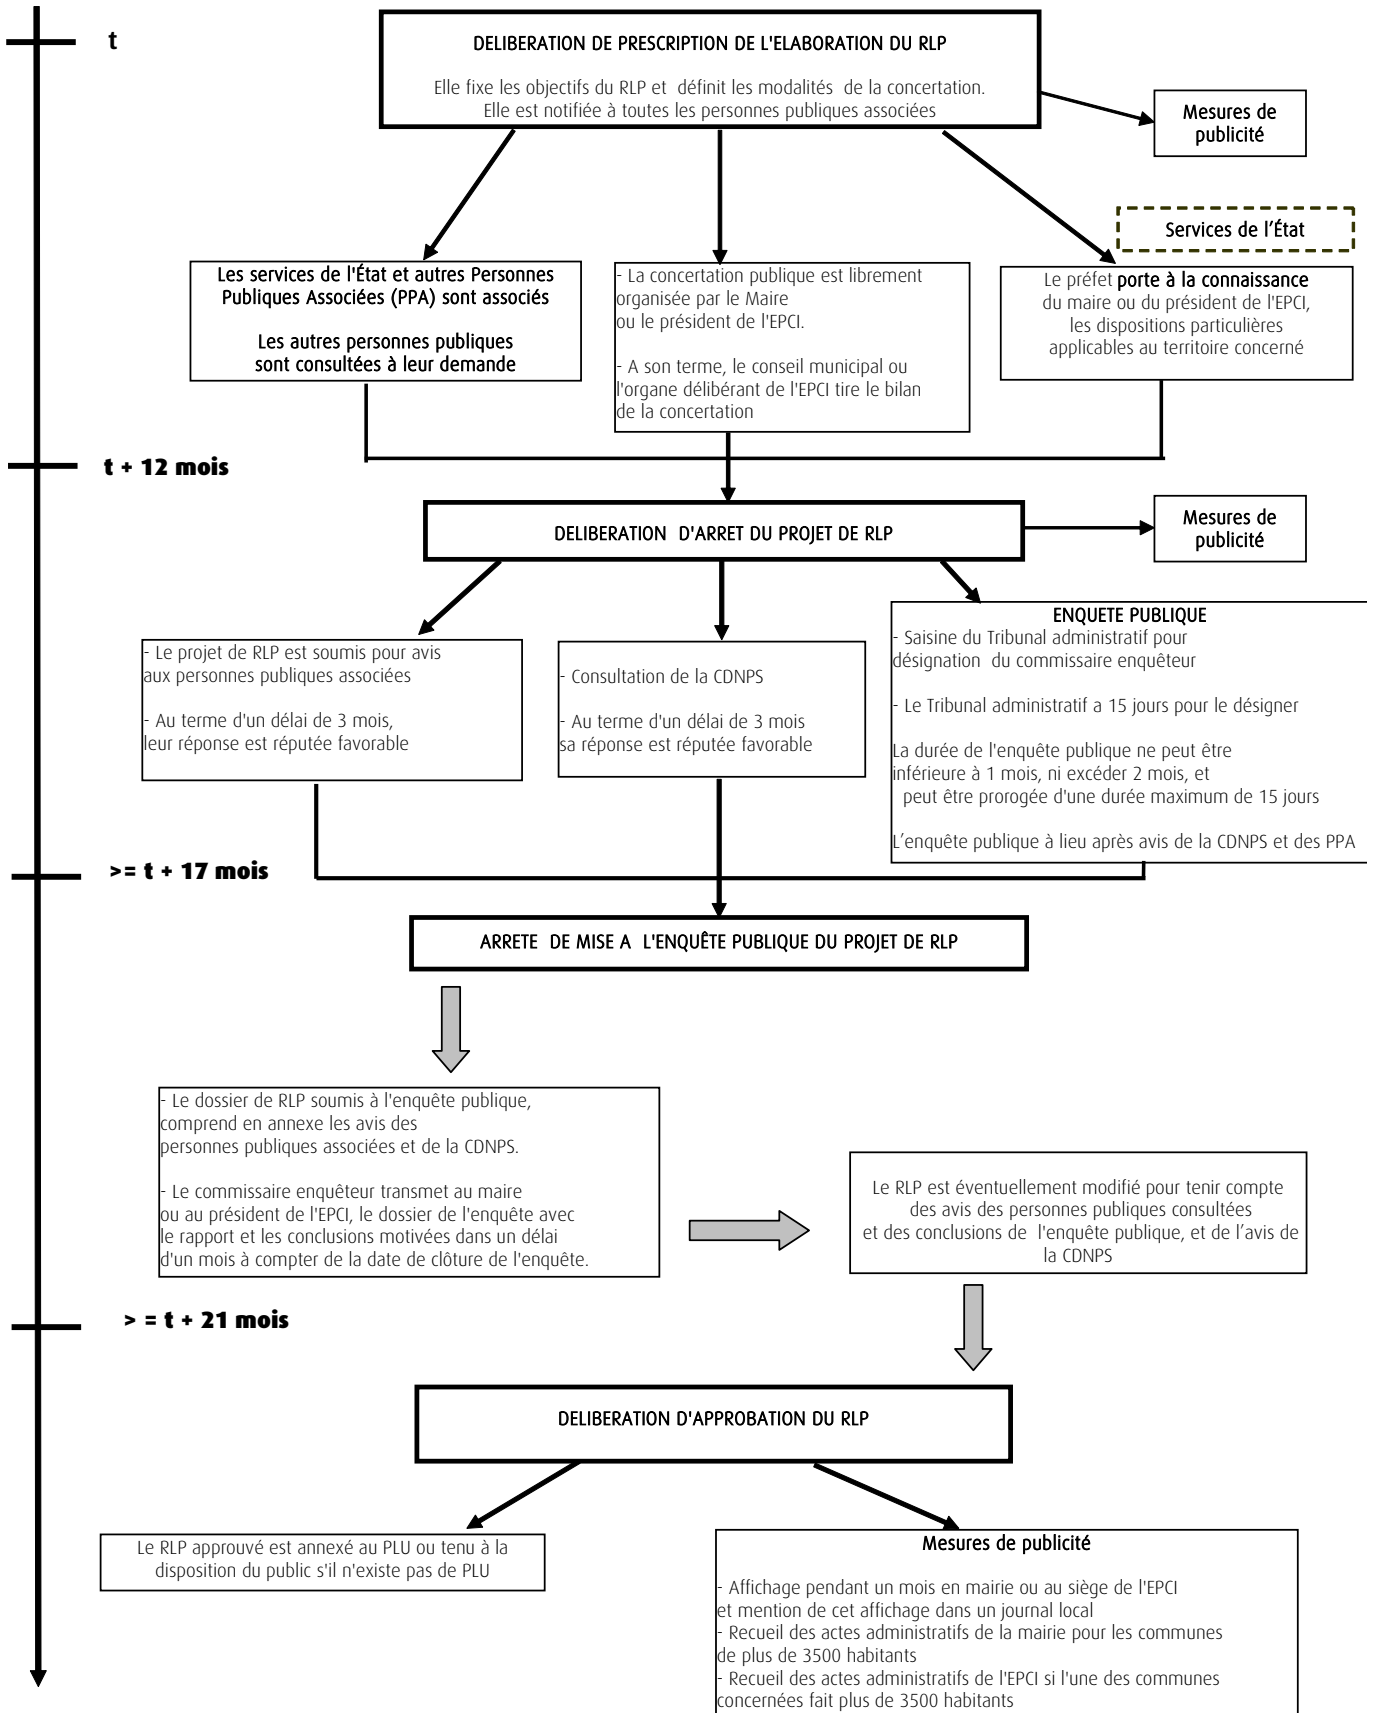 t
DELIBERATION DE PRESCRIPTION DE L'ELABORATION DU RLP
Elle fixe les objectifs du RLP et définit les modalités de la concertation.
Elle est notifiée à toutes les personnes publiques associées
Mesures de
publicité
Services de l'État
Les services de l'État et autres Personnes
Publiques Associées (PPA) sont associés
Les autres personnes publiques
sont consultées à leur demande
- La concertation publique est librement
organisée par le Maire
ou le président de l'EPCI.
- A son terme, le conseil municipal ou
l'organe délibérant de l'EPCI tire le bilan
de la concertation
Le préfet porte à la connaissance
du maire ou du président de l'EPCI,
les dispositions particulières
applicables au territoire concerné
t + 12 mois
DELIBERATION D'ARRET DU PROJET DE RLP
Mesures de
publicité
- Le projet de RLP est soumis pour avis
aux personnes publiques associées
- Au terme d'un délai de 3 mois,
leur réponse est réputée favorable
- Consultation de la CDNPS
- Au terme d'un délai de 3 mois
sa réponse est réputée favorable
ENQUETE PUBLIQUE
- Saisine du Tribunal administratif pour
désignation du commissaire enquêteur
- Le Tribunal administratif a 15 jours pour le désigner
La durée de l'enquête publique ne peut être
inférieure à 1 mois, ni excéder 2 mois, et
peut être prorogée d'une durée maximum de 15 jours
L'enquête publique à lieu après avis de la CDNPS et des PPA
>= t + 17 mois
ARRETE DE MISE A L'ENQUÊTE PUBLIQUE DU PROJET DE RLP
- Le dossier de RLP soumis à l'enquête publique,
comprend en annexe les avis des
personnes publiques associées et de la CDNPS.
- Le commissaire enquêteur transmet au maire
ou au président de l'EPCI, le dossier de l'enquête avec
le rapport et les conclusions motivées dans un délai
d'un mois à compter de la date de clôture de l'enquête.
Le RLP est éventuellement modifié pour tenir compte
des avis des personnes publiques consultées
et des conclusions de l'enquête publique, et de l'avis de
la CDNPS
> = t + 21 mois
DELIBERATION D'APPROBATION DU RLP
Le RLP approuvé est annexé au PLU ou tenu à la
disposition du public s'il n'existe pas de PLU
Mesures de publicité
- Affichage pendant un mois en mairie ou au siège de l'EPCI
et mention de cet affichage dans un journal local
- Recueil des actes administratifs de la mairie pour les communes
de plus de 3500 habitants
- Recueil des actes administratifs de l'EPCI si l'une des communes
concernées fait plus de 3500 habitants